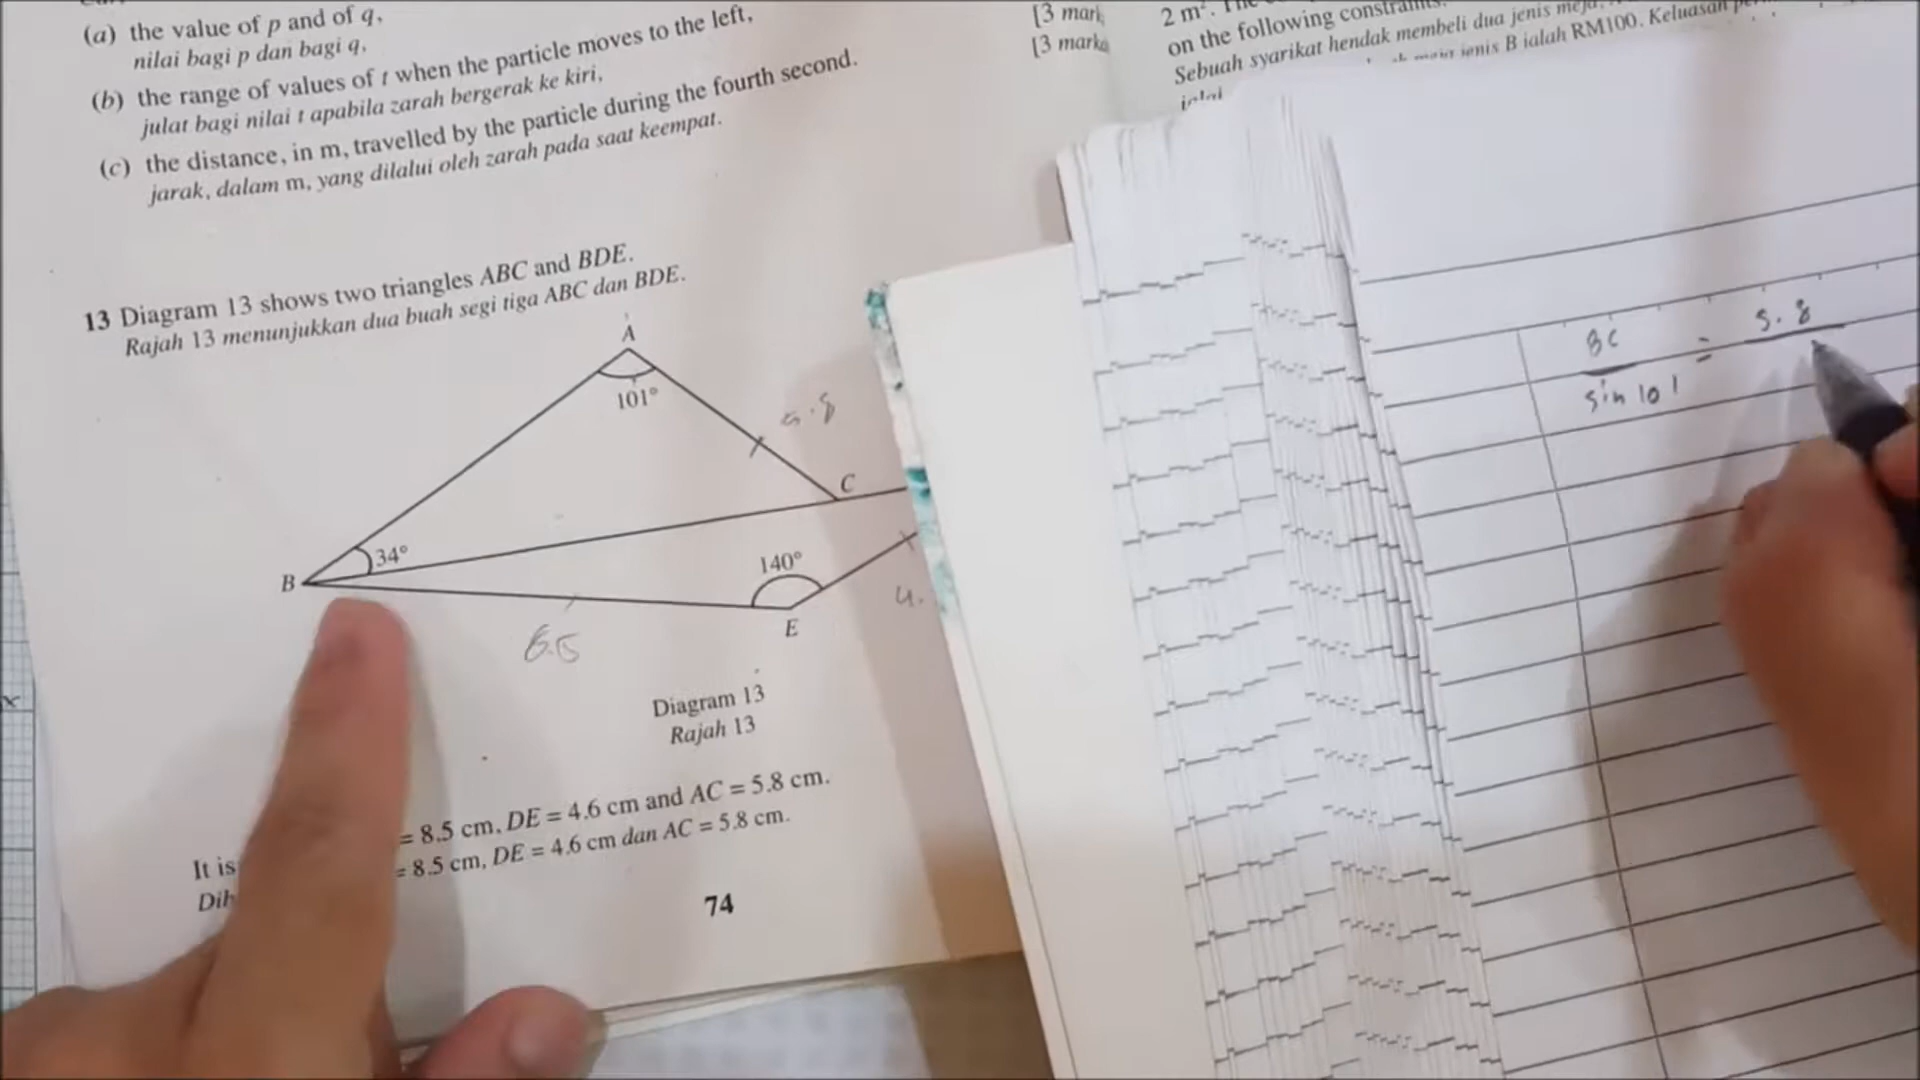 (a) the value of p and of q,
nilai bagi p dan bagi q,
[3 mark
(b) the range of values of t when the particle moves to the left,
julat bagi nilai t apabila zarah bergerak ke kiri,
[3 marks
(c) the distance, in m, travelled by the particle during the fourth second.
jarak, dalam m, yang dilalui oleh zarah pada saat keempat.
13 Diagram 13 shows two triangles ABC and BDE.
Rajah 13 menunjukkan dua buah segi tiga ABC dan BDE.
A
101°
5.8
C
34°
B
140°
4.
E
8.5
Diagram 13
Rajah 13
It is = 8.5 cm, DE = 4.6 cm and AC = 5.8 cm.
Dib = 8.5 cm, DE = 4.6 cm dan AC = 5.8 cm.
74
2 m².
on the following constraints.
Sebuah syarikat hendak membeli dua jenis meja,
jenis B ialah RM100. Keluasan
BC = 5.8
sin 101
x